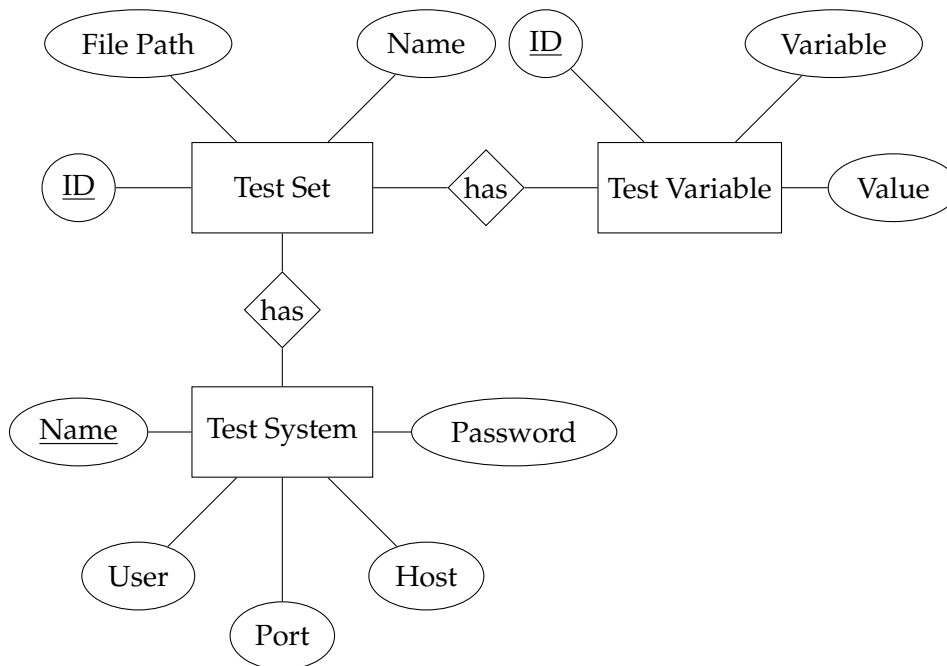 File Path
Name
ID
Variable
ID
Test Set
has
Test Variable
Value
has
Name
Test System
Password
User
Host
Port